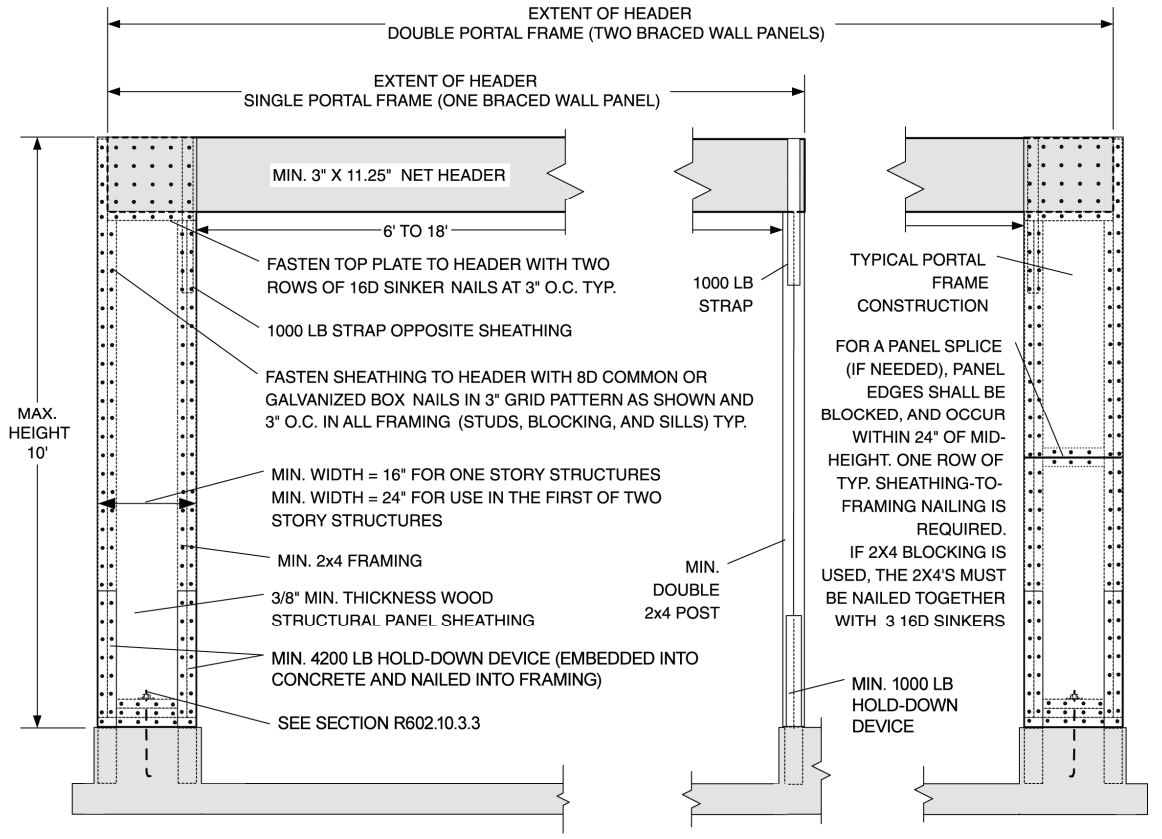 EXTENT OF HEADER
DOUBLE PORTAL FRAME (TWO BRACED WALL PANELS)
EXTENT OF HEADER
SINGLE PORTAL FRAME (ONE BRACED WALL PANEL)
MIN. 3" X 11.25" NET HEADER
6' TO 18'
FASTEN TOP PLATE TO HEADER WITH TWO
ROWS OF 16D SINKER NAILS AT 3" O.C. TYP.
1000 LB STRAP OPPOSITE SHEATHING
FASTEN SHEATHING TO HEADER WITH 8D COMMON OR
GALVANIZED BOX NAILS IN 3" GRID PATTERN AS SHOWN AND
3" O.C. IN ALL FRAMING (STUDS, BLOCKING, AND SILLS) TYP.
MAX.
HEIGHT
10'
MIN. WIDTH = 16" FOR ONE STORY STRUCTURES
MIN. WIDTH = 24" FOR USE IN THE FIRST OF TWO
STORY STRUCTURES
MIN. 2x4 FRAMING
3/8" MIN. THICKNESS WOOD
STRUCTURAL PANEL SHEATHING
MIN. 4200 LB HOLD-DOWN DEVICE (EMBEDDED INTO
CONCRETE AND NAILED INTO FRAMING)
SEE SECTION R602.10.3.3
1000 LB
STRAP
MIN.
DOUBLE
2x4 POST
MIN. 1000 LB
HOLD-DOWN
DEVICE
TYPICAL PORTAL
FRAME
CONSTRUCTION
FOR A PANEL SPLICE
(IF NEEDED), PANEL
EDGES SHALL BE
BLOCKED, AND OCCUR
WITHIN 24" OF MID-
HEIGHT. ONE ROW OF
TYP. SHEATHING-TO-
FRAMING NAILING IS
REQUIRED.
IF 2X4 BLOCKING IS
USED, THE 2X4'S MUST
BE NAILED TOGETHER
WITH 3 16D SINKERS